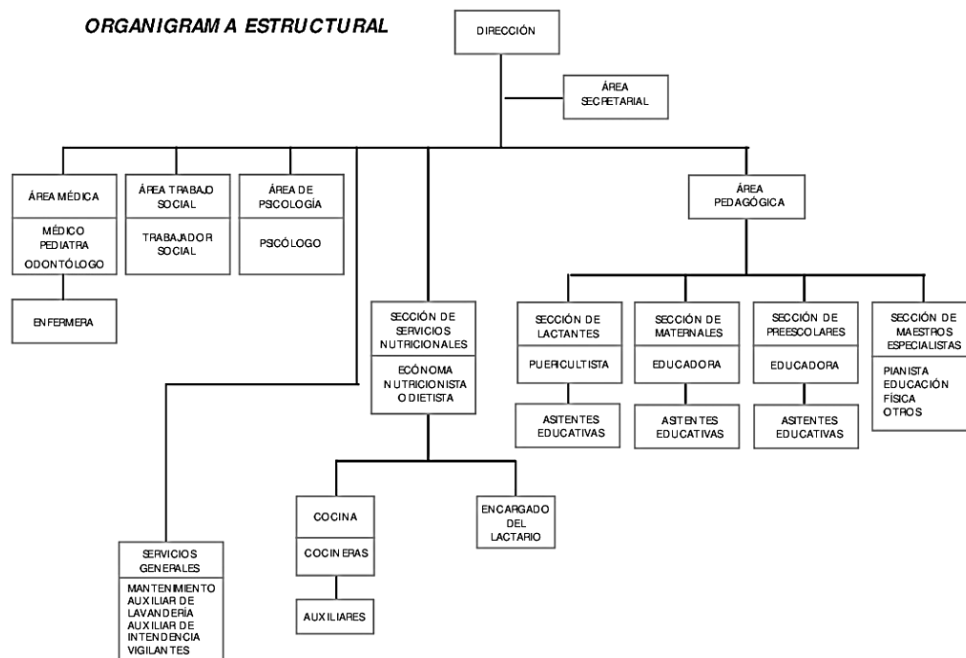 ORGANIGRAMA ESTRUCTURAL
DIRECCIÓN
ÁREA
SECRETARIAL
ÁREA MÉDICA
MÉDICO
PEDIATRA
ODONTÓLOGO
ENFERMERA
ÁREA TRABAJO
SOCIAL
TRABAJADOR
SOCIAL
ÁREA DE
PSICOLOGÍA
PSICÓLOGO
ÁREA
PEDAGÓGICA
SECCIÓN DE
SERVICIOS
NUTRICIONALES
ECÓNOMA
NUTRICIONISTA
O DIETISTA
SECCIÓN DE
LACTANTES
PUERICULTISTA
ASITENTES
EDUCATIVAS
SECCIÓN DE
MATERNALES
EDUCADORA
ASITENTES
EDUCATIVAS
SECCIÓN DE
PREESCOLARES
EDUCADORA
ASITENTES
EDUCATIVAS
SECCIÓN DE
MAESTROS
ESPECIALISTAS
PIANISTA
EDUCACIÓN
FÍSICA
OTROS
COCINA
COCINERAS
AUXILIARES
ENCARGADO
DEL
LACTARIO
SERVICIOS
GENERALES
MANTENIMIENTO
AUXILIAR DE
LAVANDERÍA
AUXILIAR DE
INTENDENCIA
VIGILANTES